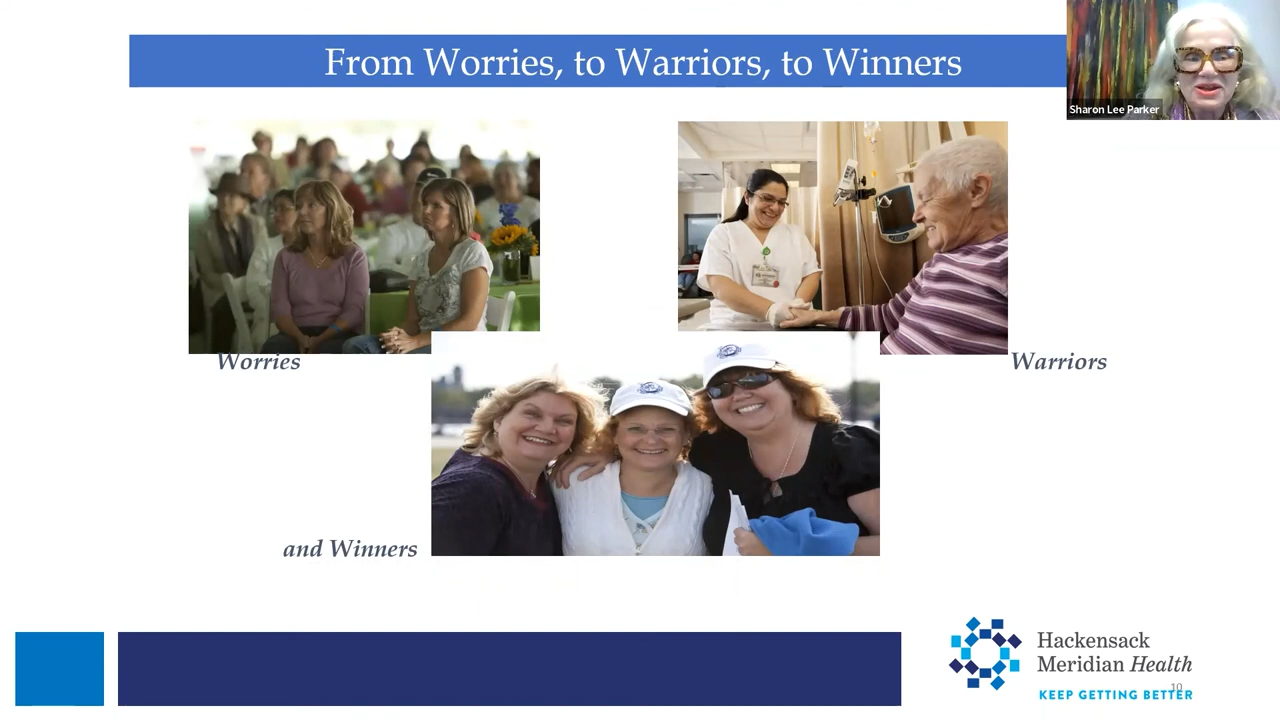 From Worries, to Warriors, to Winners
Sharon Lee Parker
Worries
Warriors
and Winners
Hackensack
Meridian Health
10
KEEP GETTING BETTER